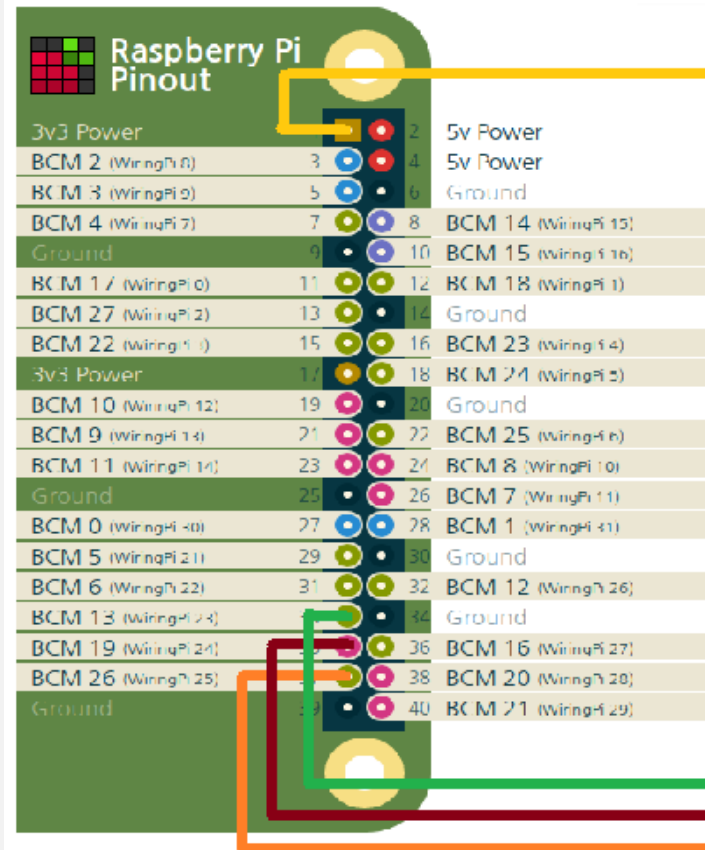 Raspberry Pi
Pinout
3v3 Power 2 5v Power
BCM 2 (WiringPi 8) 3 4 5v Power
BCM 3 (WiringPi 9) 5 6 Ground
BCM 4 (WiringPi 7) 7 8 BCM 14 (WiringPi 15)
Ground 9 10 BCM 15 (WiringPi 16)
BCM 17 (WiringPi 0) 11 12 BCM 18 (WiringPi 1)
BCM 27 (WiringPi 2) 13 14 Ground
BCM 22 (WiringPi 3) 15 16 BCM 23 (WiringPi 4)
3v3 Power 17 18 BCM 24 (WiringPi 5)
BCM 10 (WiringPi 12) 19 20 Ground
BCM 9 (WiringPi 13) 21 22 BCM 25 (WiringPi 6)
BCM 11 (WiringPi 14) 23 24 BCM 8 (WiringPi 10)
Ground 25 26 BCM 7 (WiringPi 11)
BCM 0 (WiringPi 30) 27 28 BCM 1 (WiringPi 31)
BCM 5 (WiringPi 21) 29 30 Ground
BCM 6 (WiringPi 22) 31 32 BCM 12 (WiringPi 26)
BCM 13 (WiringPi 23) 34 Ground
BCM 19 (WiringPi 24) 36 BCM 16 (WiringPi 27)
BCM 26 (WiringPi 25) 38 BCM 20 (WiringPi 28)
Ground 39 40 BCM 21 (WiringPi 29)